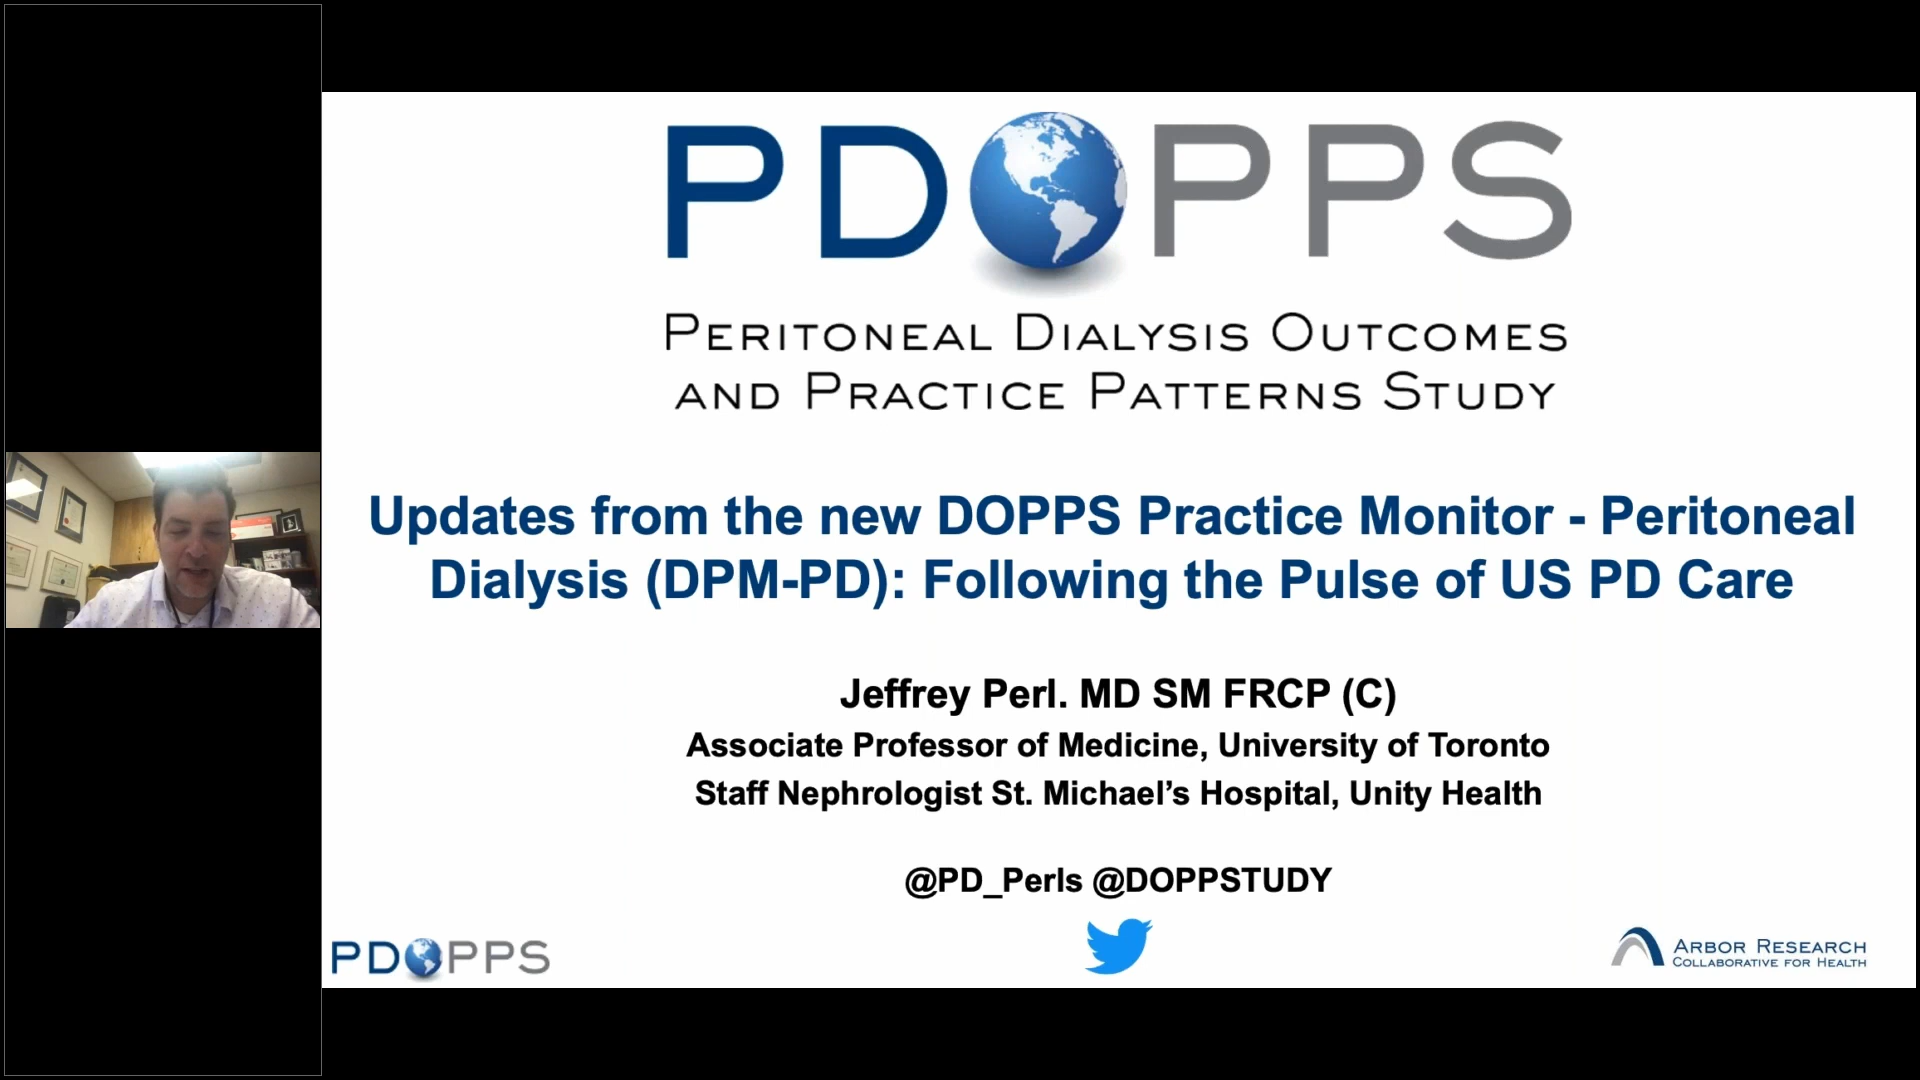 PDOPPS
PERITONEAL DIALYSIS OUTCOMES
AND PRACTICE PATTERNS STUDY
Updates from the new DOPPS Practice Monitor - Peritoneal
Dialysis (DPM-PD): Following the Pulse of US PD Care
Jeffrey Perl. MD SM FRCP (C)
Associate Professor of Medicine, University of Toronto
Staff Nephrologist St. Michael’s Hospital, Unity Health
@PD_Perls @DOPPSTUDY
PDOPPS
ARBOR RESEARCH
COLLABORATIVE FOR HEALTH